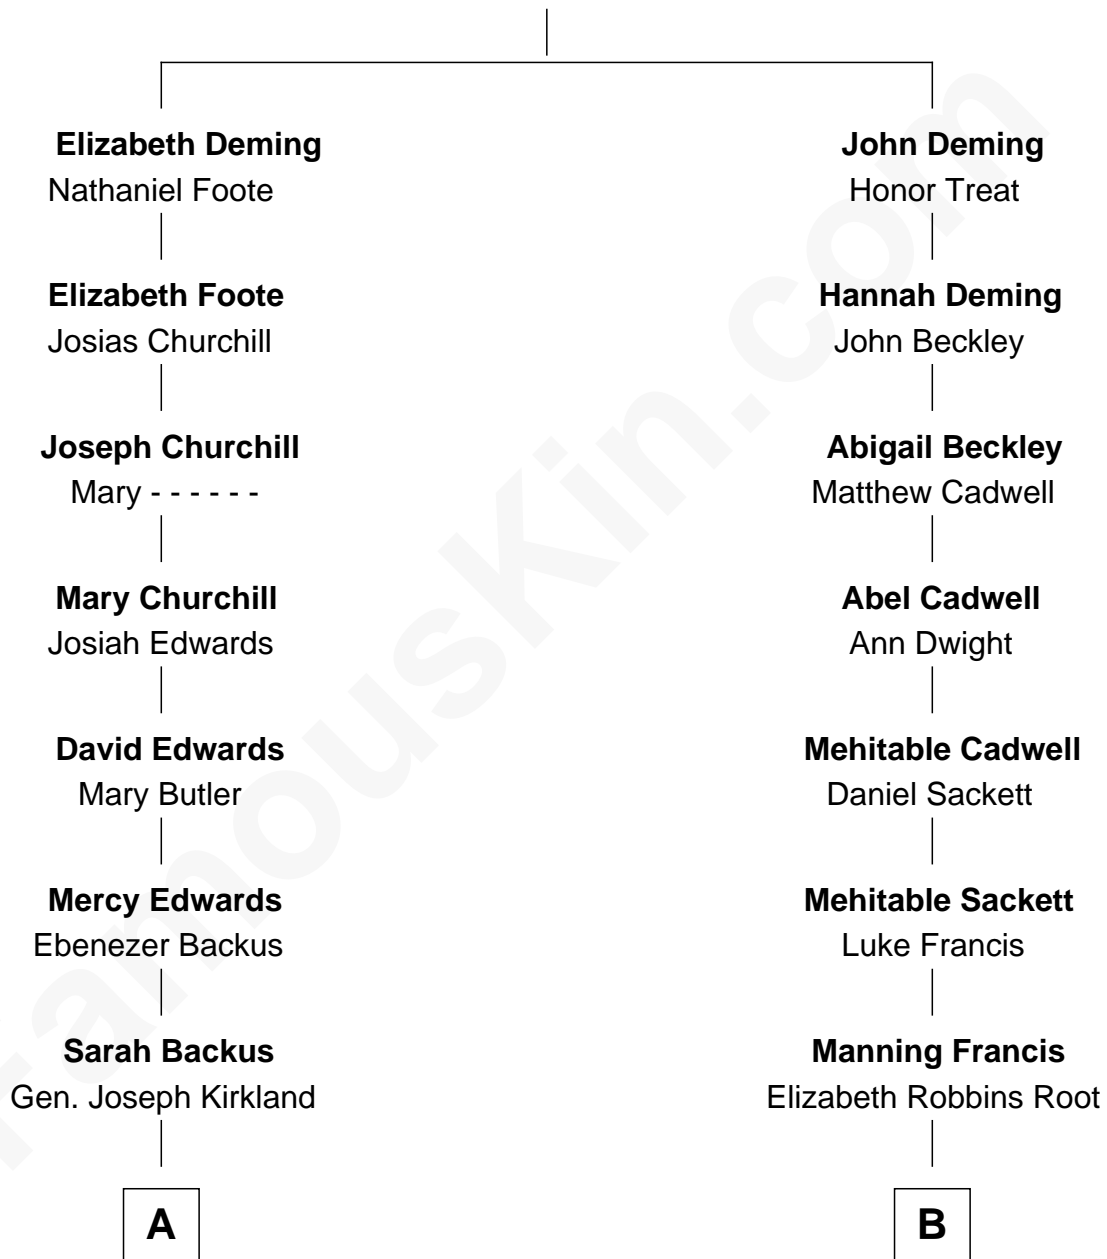 Elizabeth Deming
Nathaniel Foote
Elizabeth Foote
Josias Churchill
Joseph Churchill
Mary - - - - - -
Mary Churchill
Josiah Edwards
David Edwards
Mary Butler
Mercy Edwards
Ebenezer Backus
Sarah Backus
Gen. Joseph Kirkland
A
John Deming
Honor Treat
Hannah Deming
John Beckley
Abigail Beckley
Matthew Cadwell
Abel Cadwell
Ann Dwight
Mehitable Cadwell
Daniel Sackett
Mehitable Sackett
Luke Francis
Manning Francis
Elizabeth Robbins Root
B
FamousKin.com